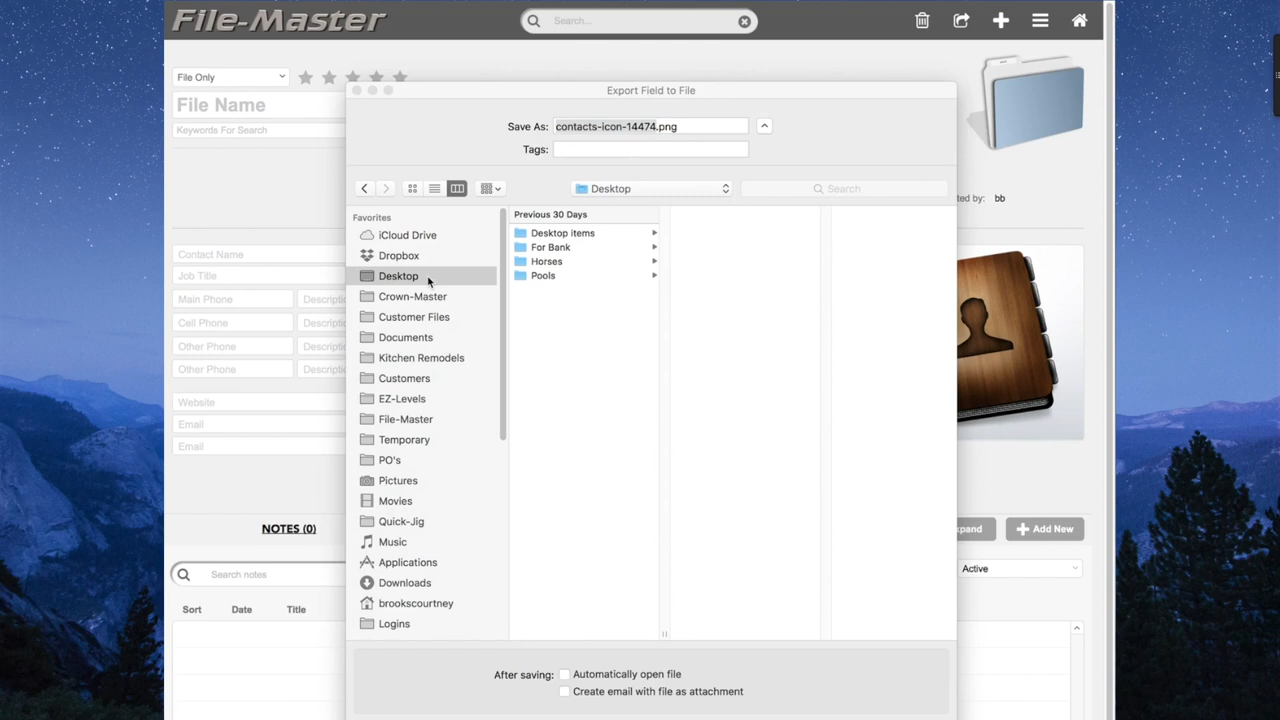 File-Master
Search...
File Only
File Name
Keywords For Search
Export Field to File
Save As: contacts-icon-14474.png
Tags:
Desktop
Search
bb
Favorites
iCloud Drive
Dropbox
Desktop
Crown-Master
Customer Files
Documents
Kitchen Remodels
Customers
EZ-Levels
File-Master
Temporary
PO's
Pictures
Movies
Quick-Jig
Music
Applications
Downloads
brookscourtney
Logins
Previous 30 Days
Desktop items
For Bank
Horses
Pools
Contact Name
Job Title
Main Phone
Cell Phone
Other Phone
Other Phone
Website
Email
Email
NOTES (0)
Add New
Search notes
Active
Sort Date Title
After saving: Automatically open file
Create email with file as attachment